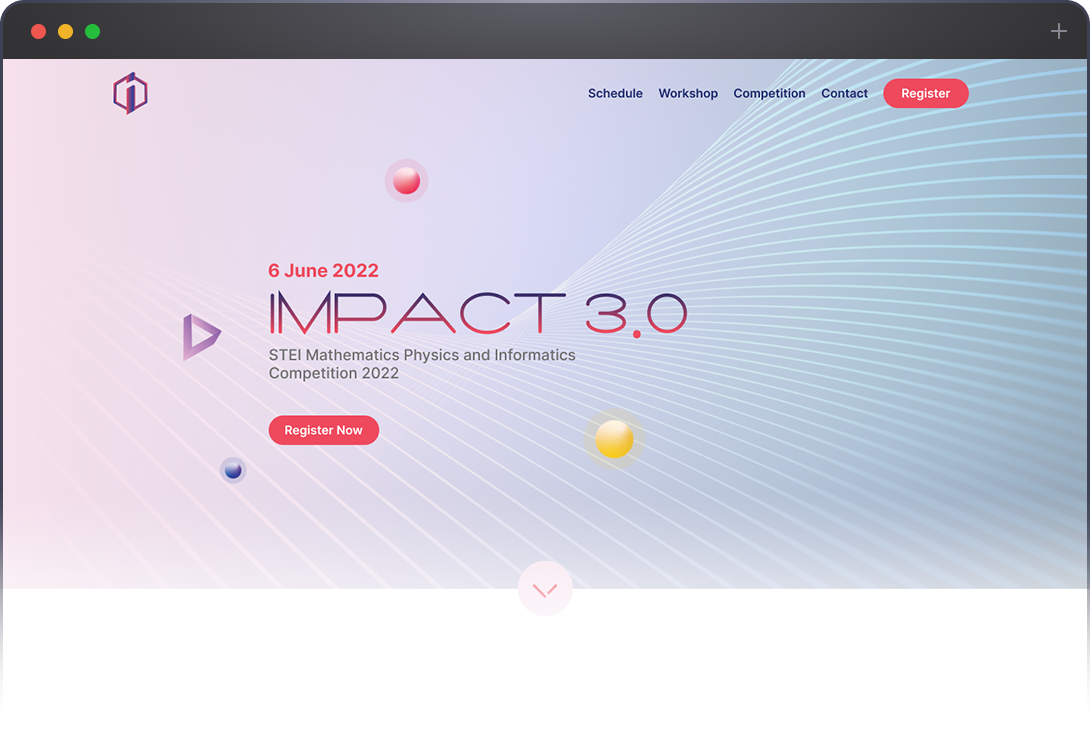 Schedule Workshop Competition Contact Register
6 June 2022
IMPACT 3.0
STEI Mathematics Physics and Informatics
Competition 2022
Register Now